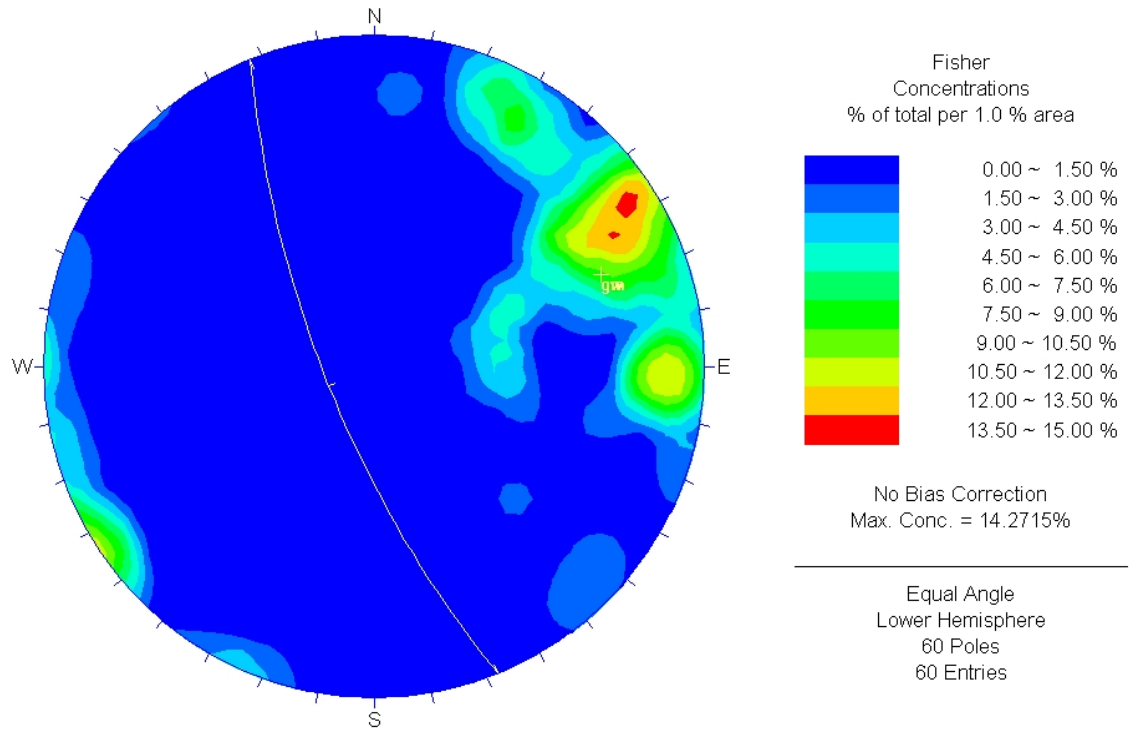 N
W
E
S
Fisher
Concentrations
% of total per 1.0 % area
0.00 ~ 1.50 %
1.50 ~ 3.00 %
3.00 ~ 4.50 %
4.50 ~ 6.00 %
6.00 ~ 7.50 %
7.50 ~ 9.00 %
9.00 ~ 10.50 %
10.50 ~ 12.00 %
12.00 ~ 13.50 %
13.50 ~ 15.00 %
No Bias Correction
Max. Conc. = 14.2715%
Equal Angle
Lower Hemisphere
60 Poles
60 Entries